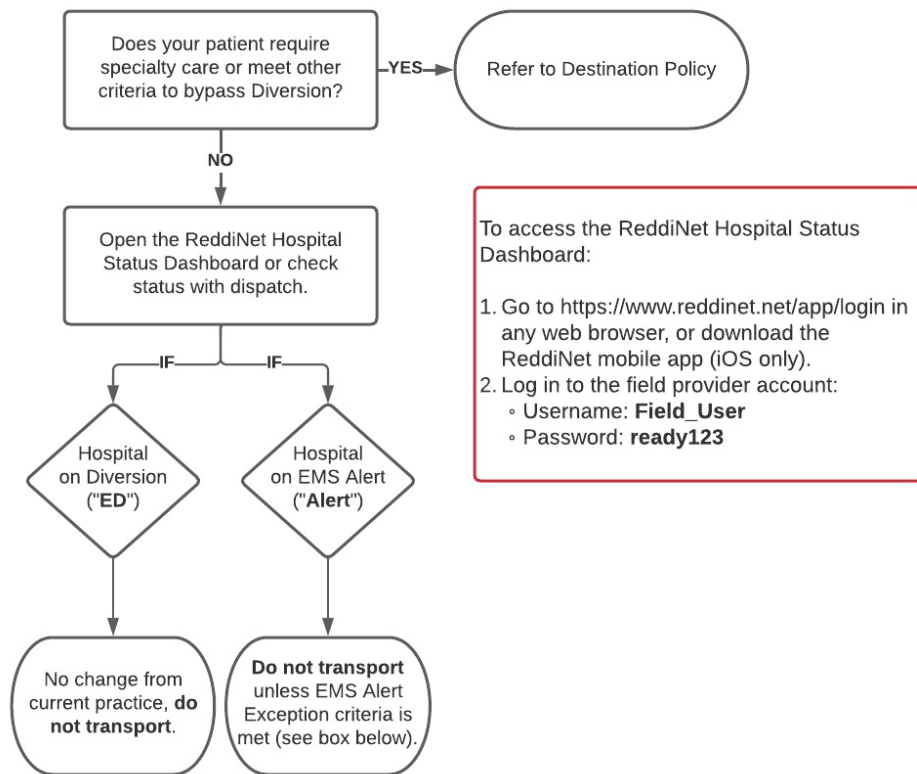 Does your patient require
specialty care or meet other
criteria to bypass Diversion?
YES
Refer to Destination Policy
NO
Open the ReddiNet Hospital
Status Dashboard or check
status with dispatch.
To access the ReddiNet Hospital Status
Dashboard:
1. Go to https://www.reddinet.net/app/login in
any web browser, or download the
ReddiNet mobile app (iOS only).
2. Log in to the field provider account:
◦ Username: Field_User
◦ Password: ready123
IF
IF
Hospital
on Diversion
("ED")
Hospital
on EMS Alert
("Alert")
No change from
current practice, do
not transport.
Do not transport
unless EMS Alert
Exception criteria is
met (see box below).